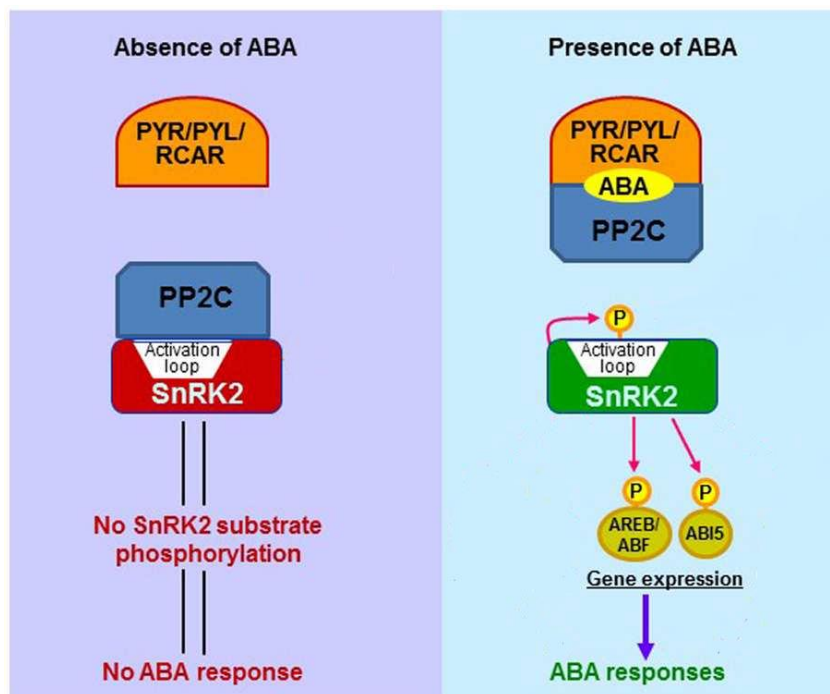 Absence of ABA
PYR/PYL/
RCAR
PP2C
Activation
loop
SnRK2
No SnRK2 substrate
phosphorylation
No ABA response
Presence of ABA
PYR/PYL/
RCAR
ABA
PP2C
P
Activation
loop
SnRK2
P
P
AREB/
ABF
ABI5
Gene expression
ABA responses